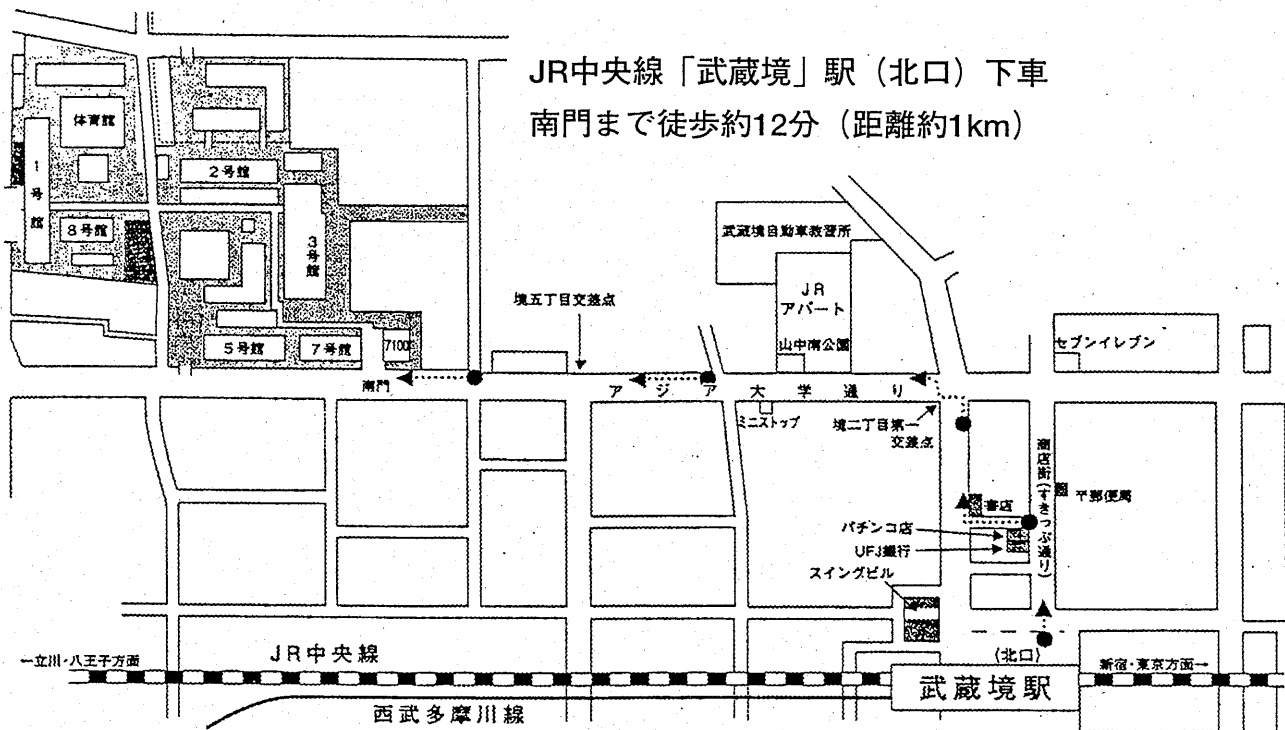 JR中央線「武蔵境」駅（北口）下車
南門まで徒歩約12分（距離約1km）
体育館
1号館
2号館
8号館
3号館
5号館
7号館
7100
南門
境五丁目交差点
武蔵境自動車教習所
JR
アパート
山中南公園
セブンイレブン
アジア大学通り
ミニストップ
境二丁目第一
交差点
商店街(すきっぷ通り)
〒郵便局
書店
パチンコ店
UFJ銀行
スイングビル
(北口)
←立川・八王子方面
JR中央線
新宿・東京方面→
武蔵境駅
西武多摩川線